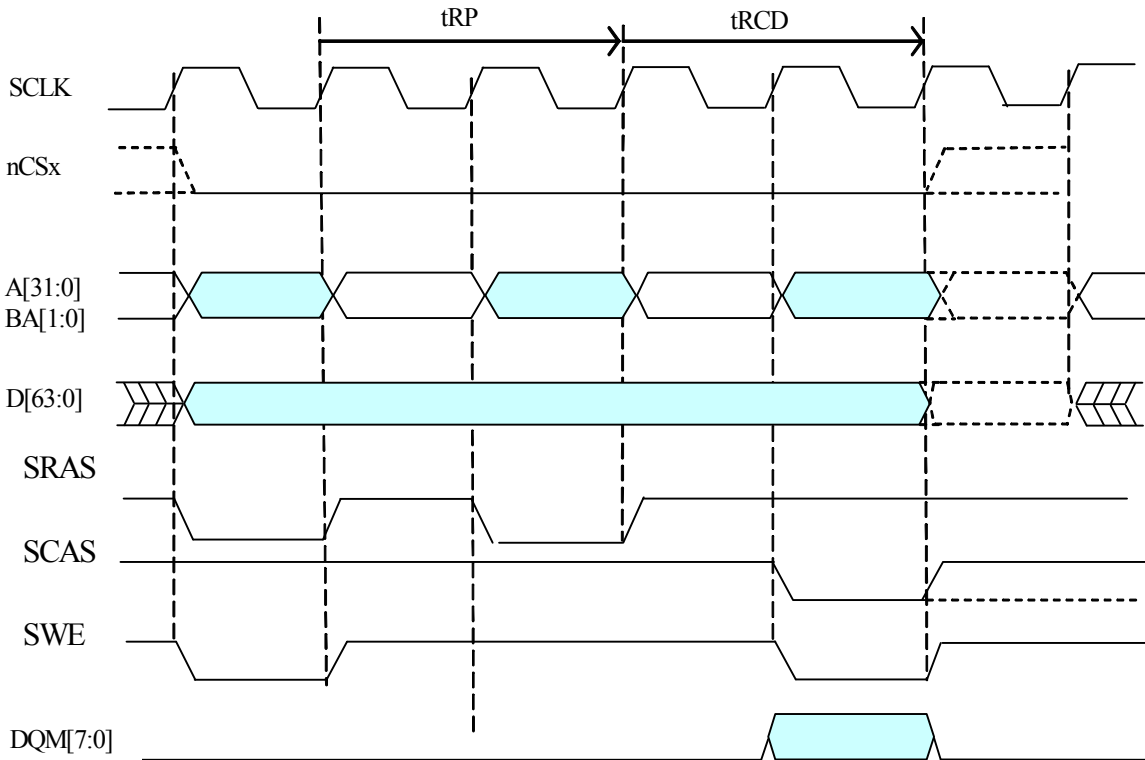 tRP
tRCD
SCLK
nCSx
A[31:0]
BA[1:0]
D[63:0]
SRAS
SCAS
SWE
DQM[7:0]